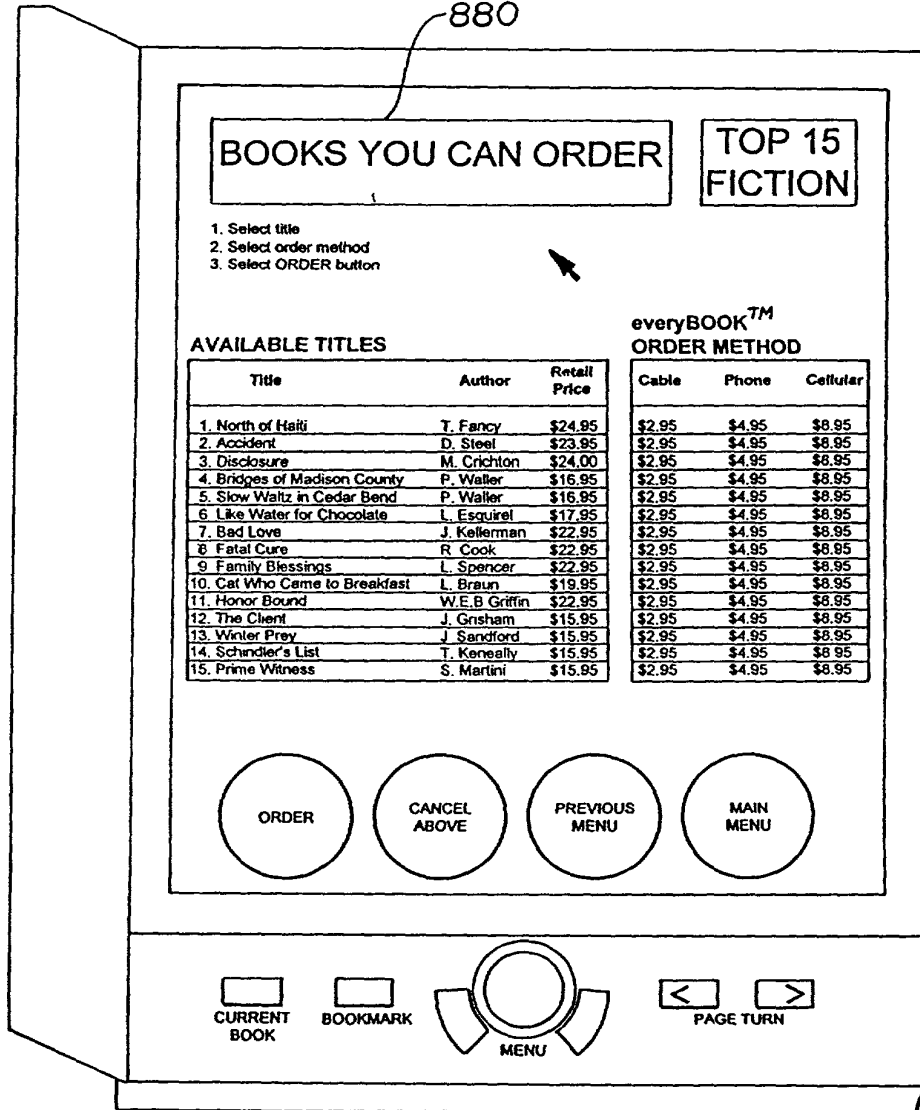 880
BOOKS YOU CAN ORDER
TOP 15
FICTION
1. Select title
2. Select order method
3. Select ORDER button
AVAILABLE TITLES
everyBOOK™
ORDER METHOD
Title Author Retail Price Cable Phone Cellular
1. North of Haiti T. Fancy $24.95 $2.95 $4.95 $8.95
2. Accident D. Steel $23.95 $2.95 $4.95 $8.95
3. Disclosure M. Crichton $24.00 $2.95 $4.95 $8.95
4. Bridges of Madison County P. Waller $16.95 $2.95 $4.95 $8.95
5. Slow Waltz in Cedar Bend P. Waller $16.95 $2.95 $4.95 $8.95
6 Like Water for Chocolate L. Esquirel $17.95 $2.95 $4.95 $8.95
7. Bad Love J. Kellerman $22.95 $2.95 $4.95 $8.95
8 Fatal Cure R Cook $22.95 $2.95 $4.95 $8.95
9 Family Blessings L. Spencer $22.95 $2.95 $4.95 $8.95
10. Cat Who Came to Breakfast L. Braun $19.95 $2.95 $4.95 $8.95
11. Honor Bound W.E.B Griffin $22.95 $2.95 $4.95 $8.95
12. The Client J. Grisham $15.95 $2.95 $4.95 $8.95
13. Winter Prey J Sandford $15.95 $2.95 $4.95 $8.95
14. Schindler's List T. Keneally $15.95 $2.95 $4.95 $8.95
15. Prime Witness S. Martini $15.95 $2.95 $4.95 $8.95
ORDER
CANCEL
ABOVE
PREVIOUS
MENU
MAIN
MENU
CURRENT
BOOK
BOOKMARK
MENU
< >
PAGE TURN